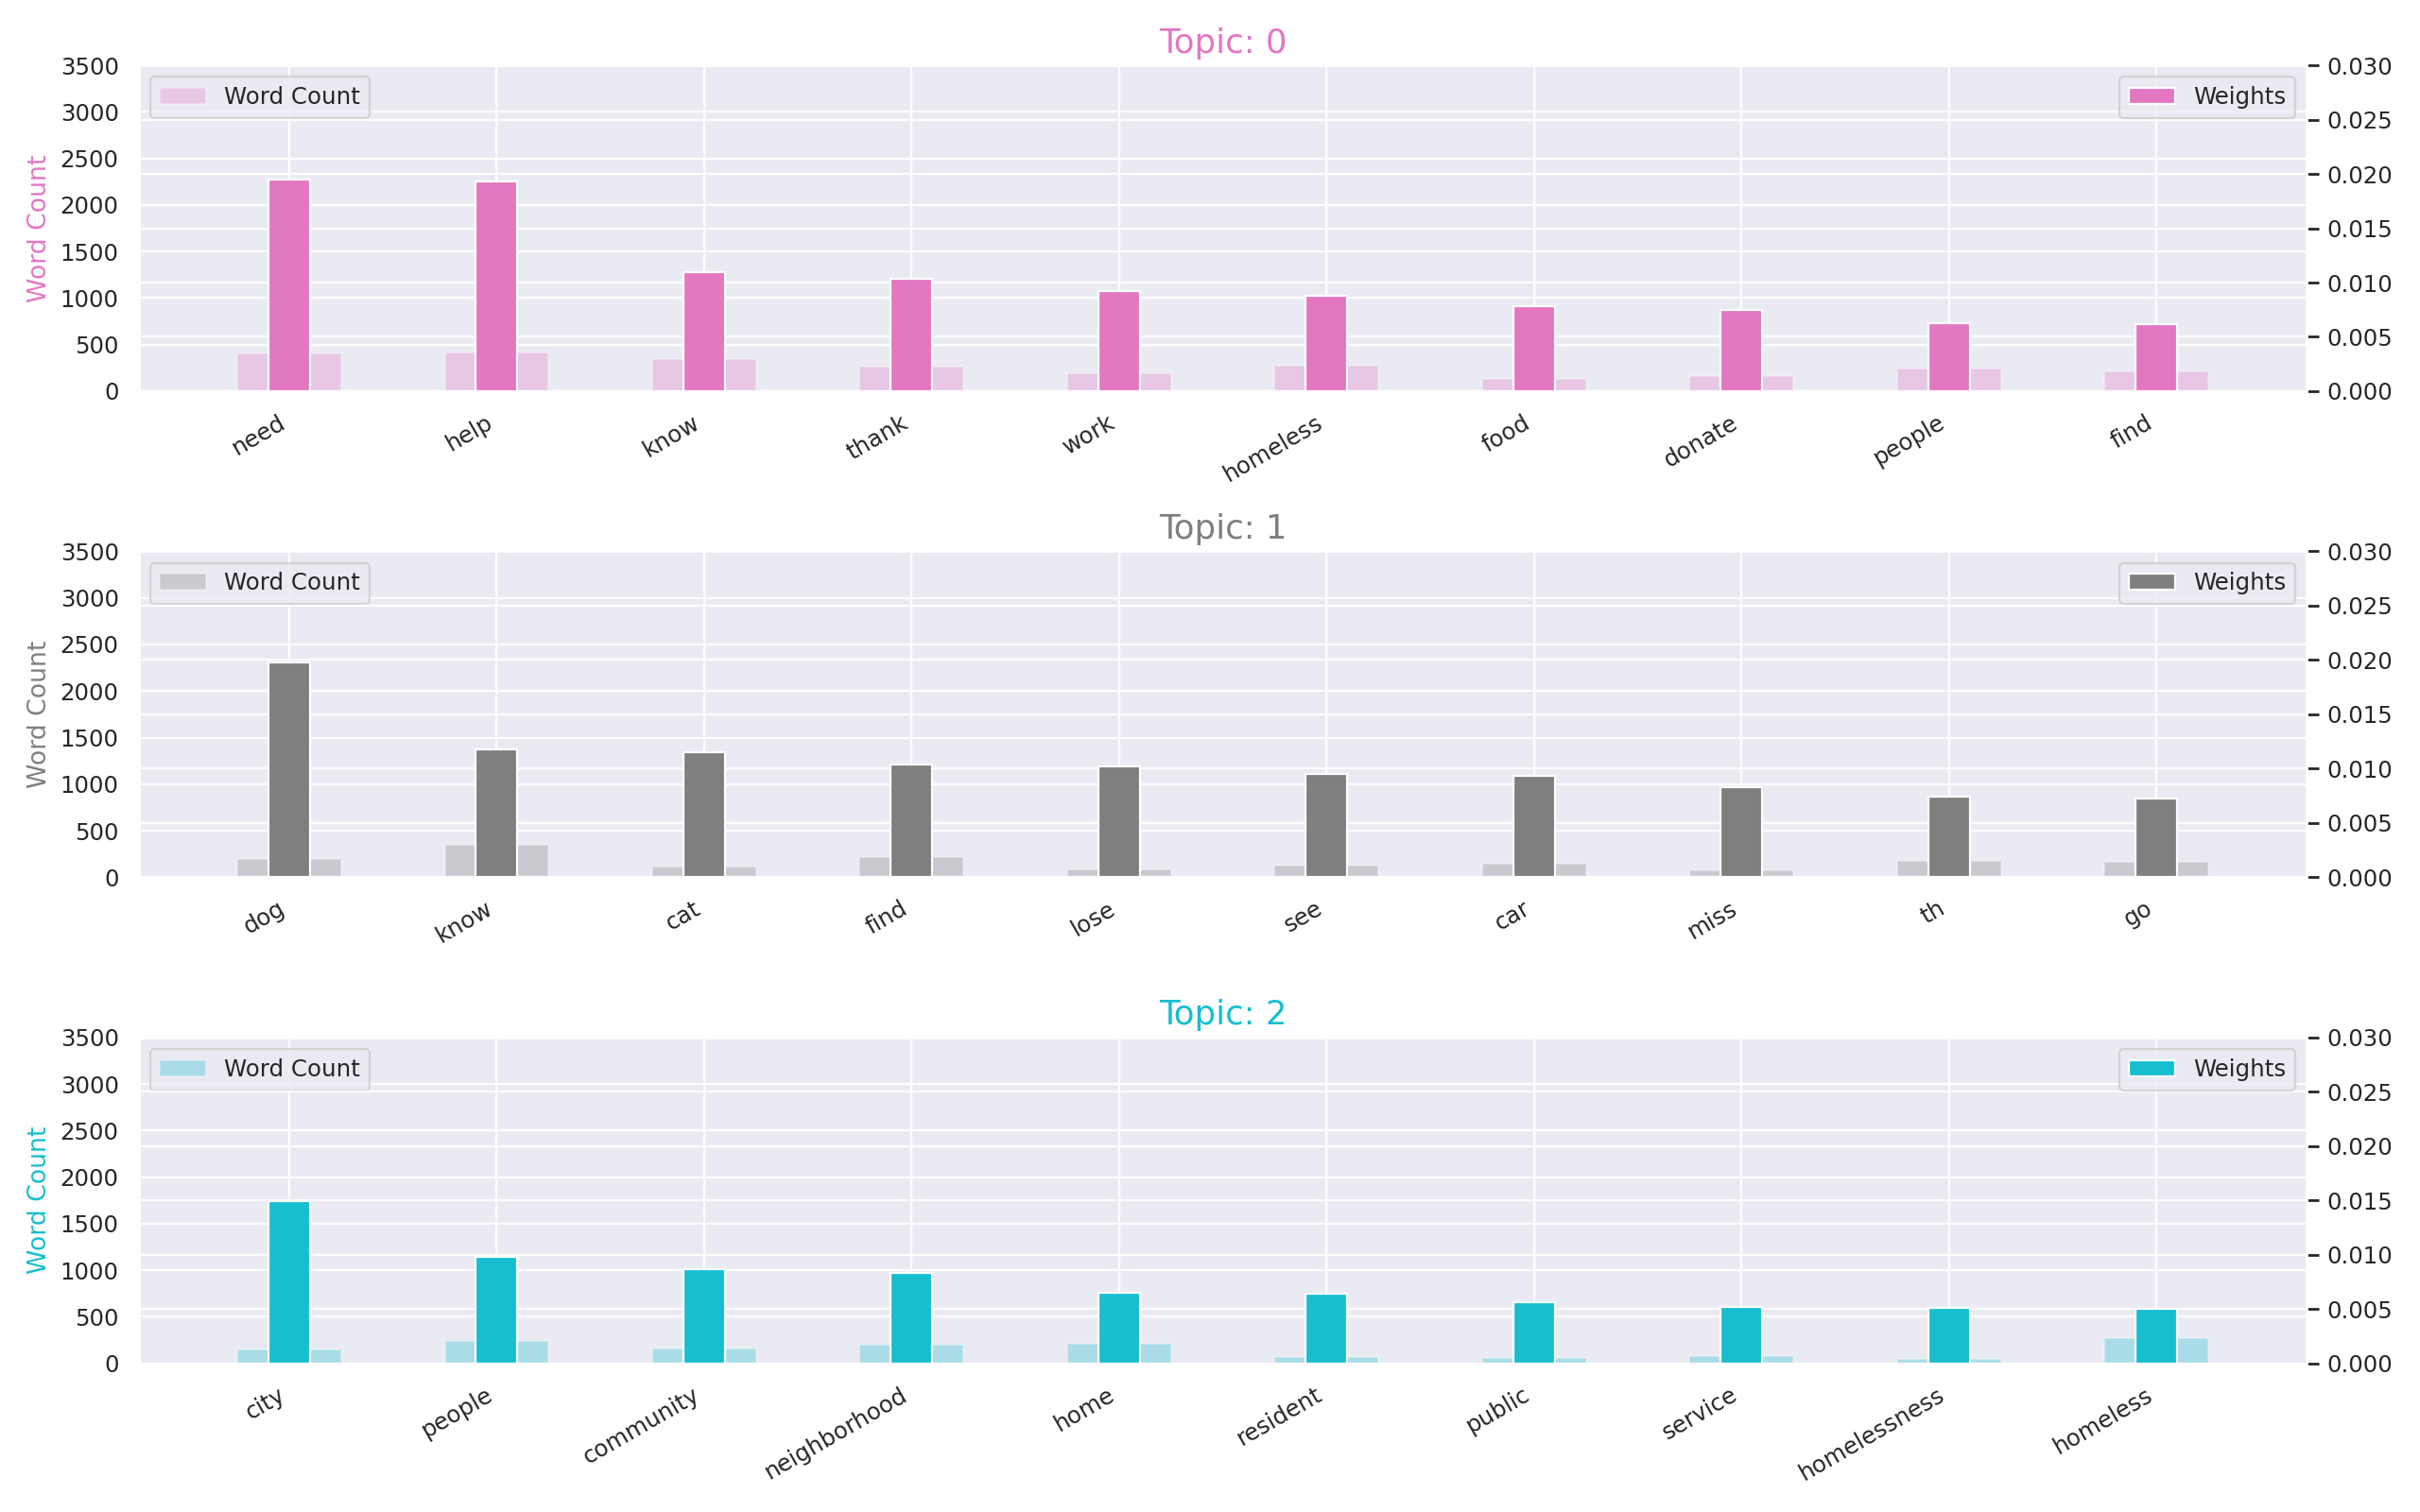 Topic: 0
3500
3000
2500
2000
1500
1000
500
0
Word Count
Word Count
Weights
0.030
0.025
0.020
0.015
0.010
0.005
0.000
need
help
know
thank
work
homeless
food
donate
people
find
Topic: 1
3500
3000
2500
2000
1500
1000
500
0
Word Count
Word Count
Weights
0.030
0.025
0.020
0.015
0.010
0.005
0.000
dog
know
cat
find
lose
see
car
miss
th
go
Topic: 2
3500
3000
2500
2000
1500
1000
500
0
Word Count
Word Count
Weights
0.030
0.025
0.020
0.015
0.010
0.005
0.000
city
people
community
neighborhood
home
resident
public
service
homelessness
homeless